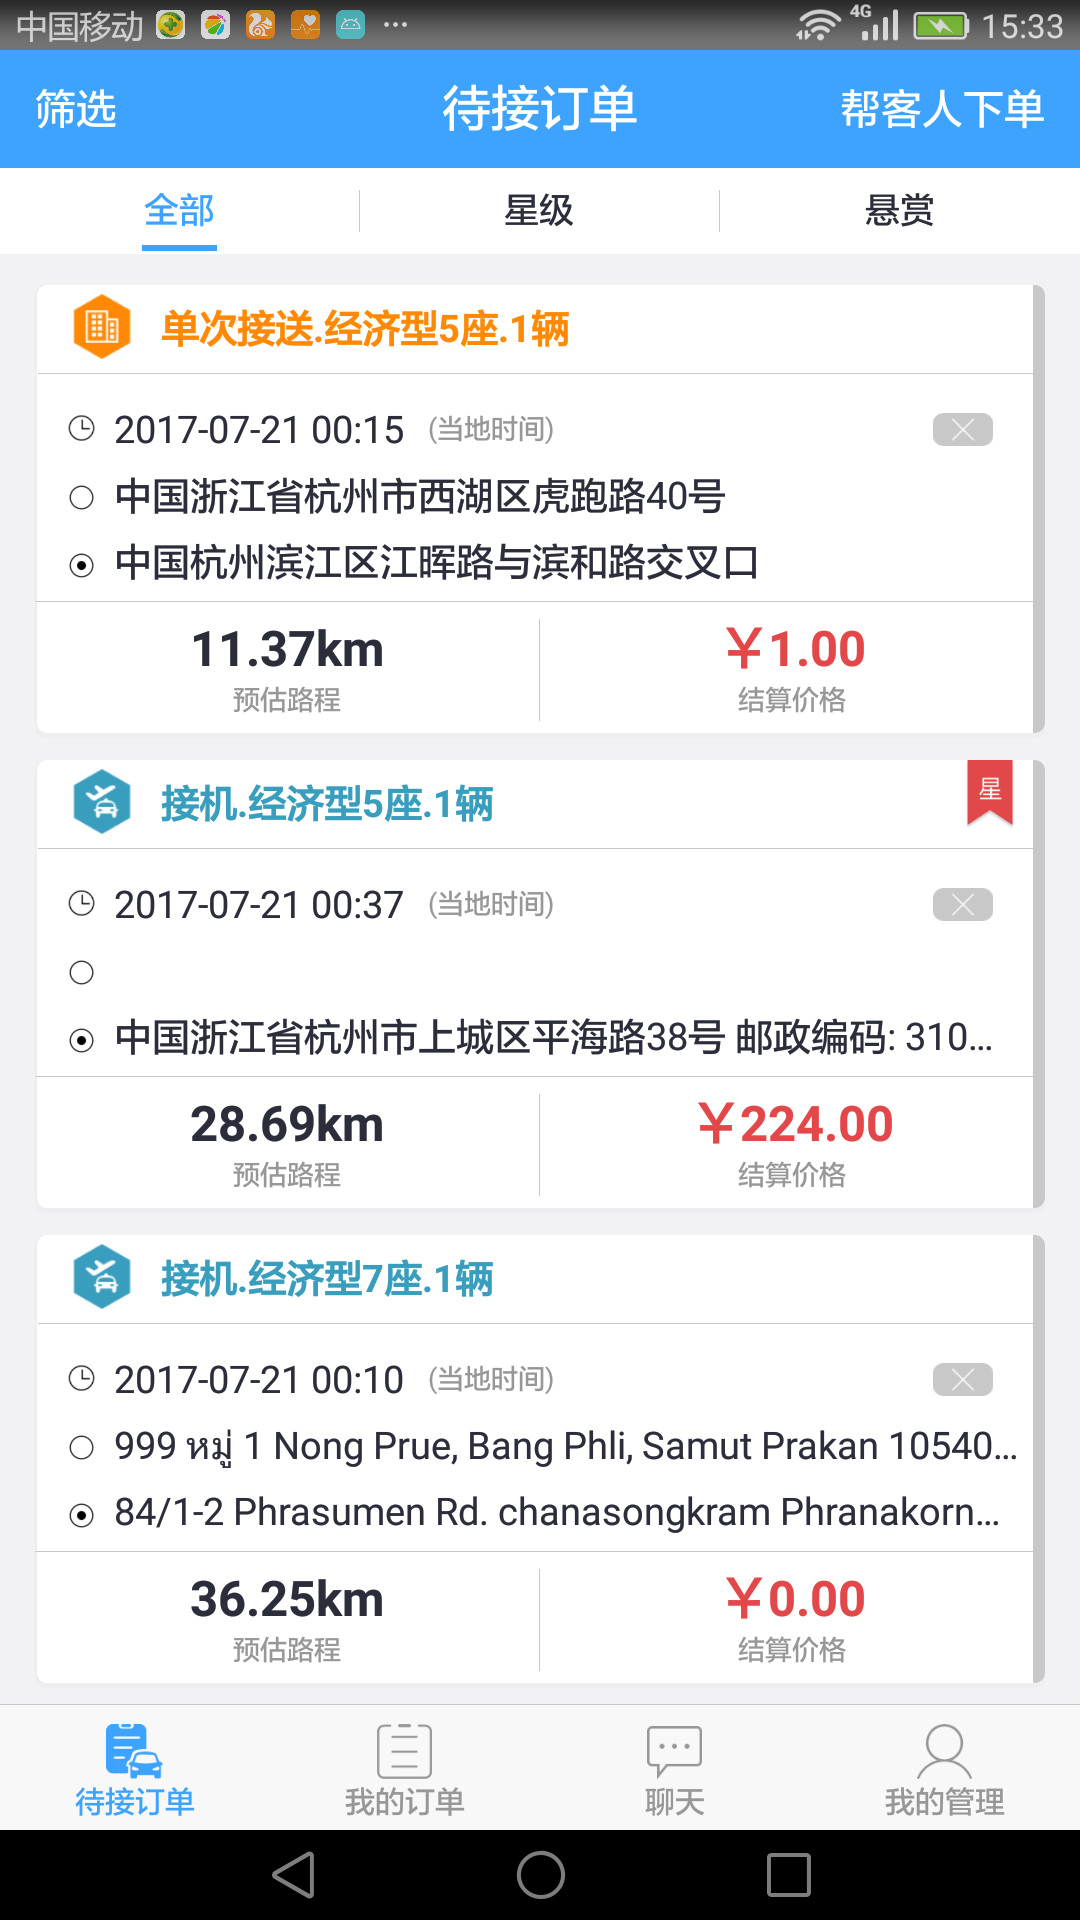 中国移动 4G 15:33
筛选 待接订单 帮客人下单
全部 星级 悬赏
单次接送.经济型5座.1辆
2017-07-21 00:15 (当地时间)
中国浙江省杭州市西湖区虎跑路40号
中国杭州滨江区江晖路与滨和路交叉口
11.37km ￥1.00
预估路程 结算价格
接机.经济型5座.1辆 星
2017-07-21 00:37 (当地时间)
中国浙江省杭州市上城区平海路38号 邮政编码: 310...
28.69km ￥224.00
预估路程 结算价格
接机.经济型7座.1辆
2017-07-21 00:10 (当地时间)
999 หมู่ 1 Nong Prue, Bang Phli, Samut Prakan 10540...
84/1-2 Phrasumen Rd. chanasongkram Phranakorn...
36.25km ￥0.00
预估路程 结算价格
待接订单 我的订单 聊天 我的管理